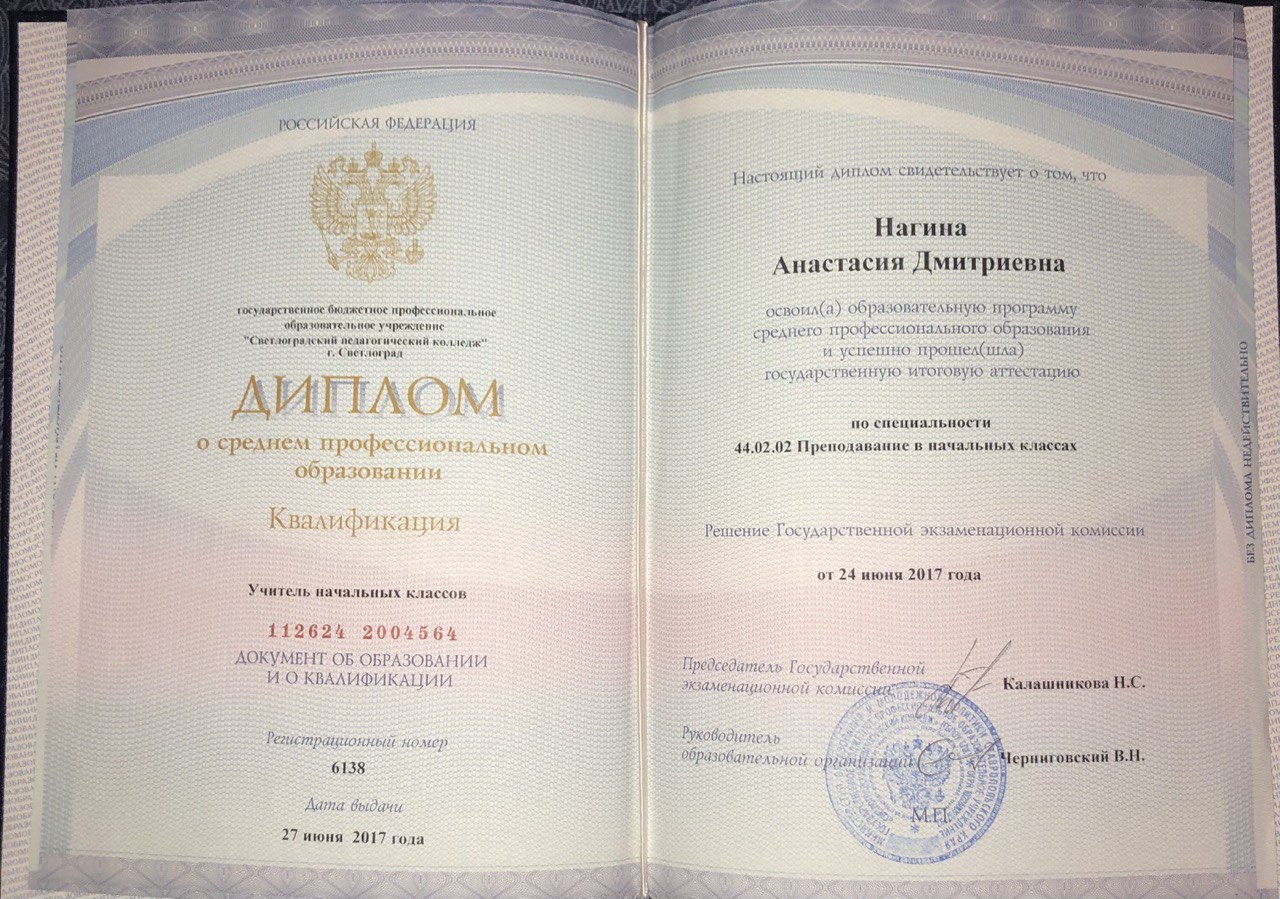 РОССИЙСКАЯ ФЕДЕРАЦИЯ
государственное бюджетное профессиональное
образовательное учреждение
"Светлоградский педагогический колледж"
г. Светлоград
ДИПЛОМ
о среднем профессиональном
образовании
Квалификация
Учитель начальных классов
112624 2004564
ДОКУМЕНТ ОБ ОБРАЗОВАНИИ
И О КВАЛИФИКАЦИИ
Регистрационный номер
6138
Дата выдачи
27 июня 2017 года
Настоящий диплом свидетельствует о том, что
Нагина
Анастасия Дмитриевна
освоил(а) образовательную программу
среднего профессионального образования
и успешно прошел(шла)
государственную итоговую аттестацию
по специальности
44.02.02 Преподавание в начальных классах
Решение Государственной экзаменационной комиссии
от 24 июня 2017 года
Председатель Государственной
экзаменационной комиссии
Калашникова Н.С.
Руководитель
образовательной организации
Черниговский В.Н.
М.П.
БЕЗ ДИПЛОМА НЕДЕЙСТВИТЕЛЬНО